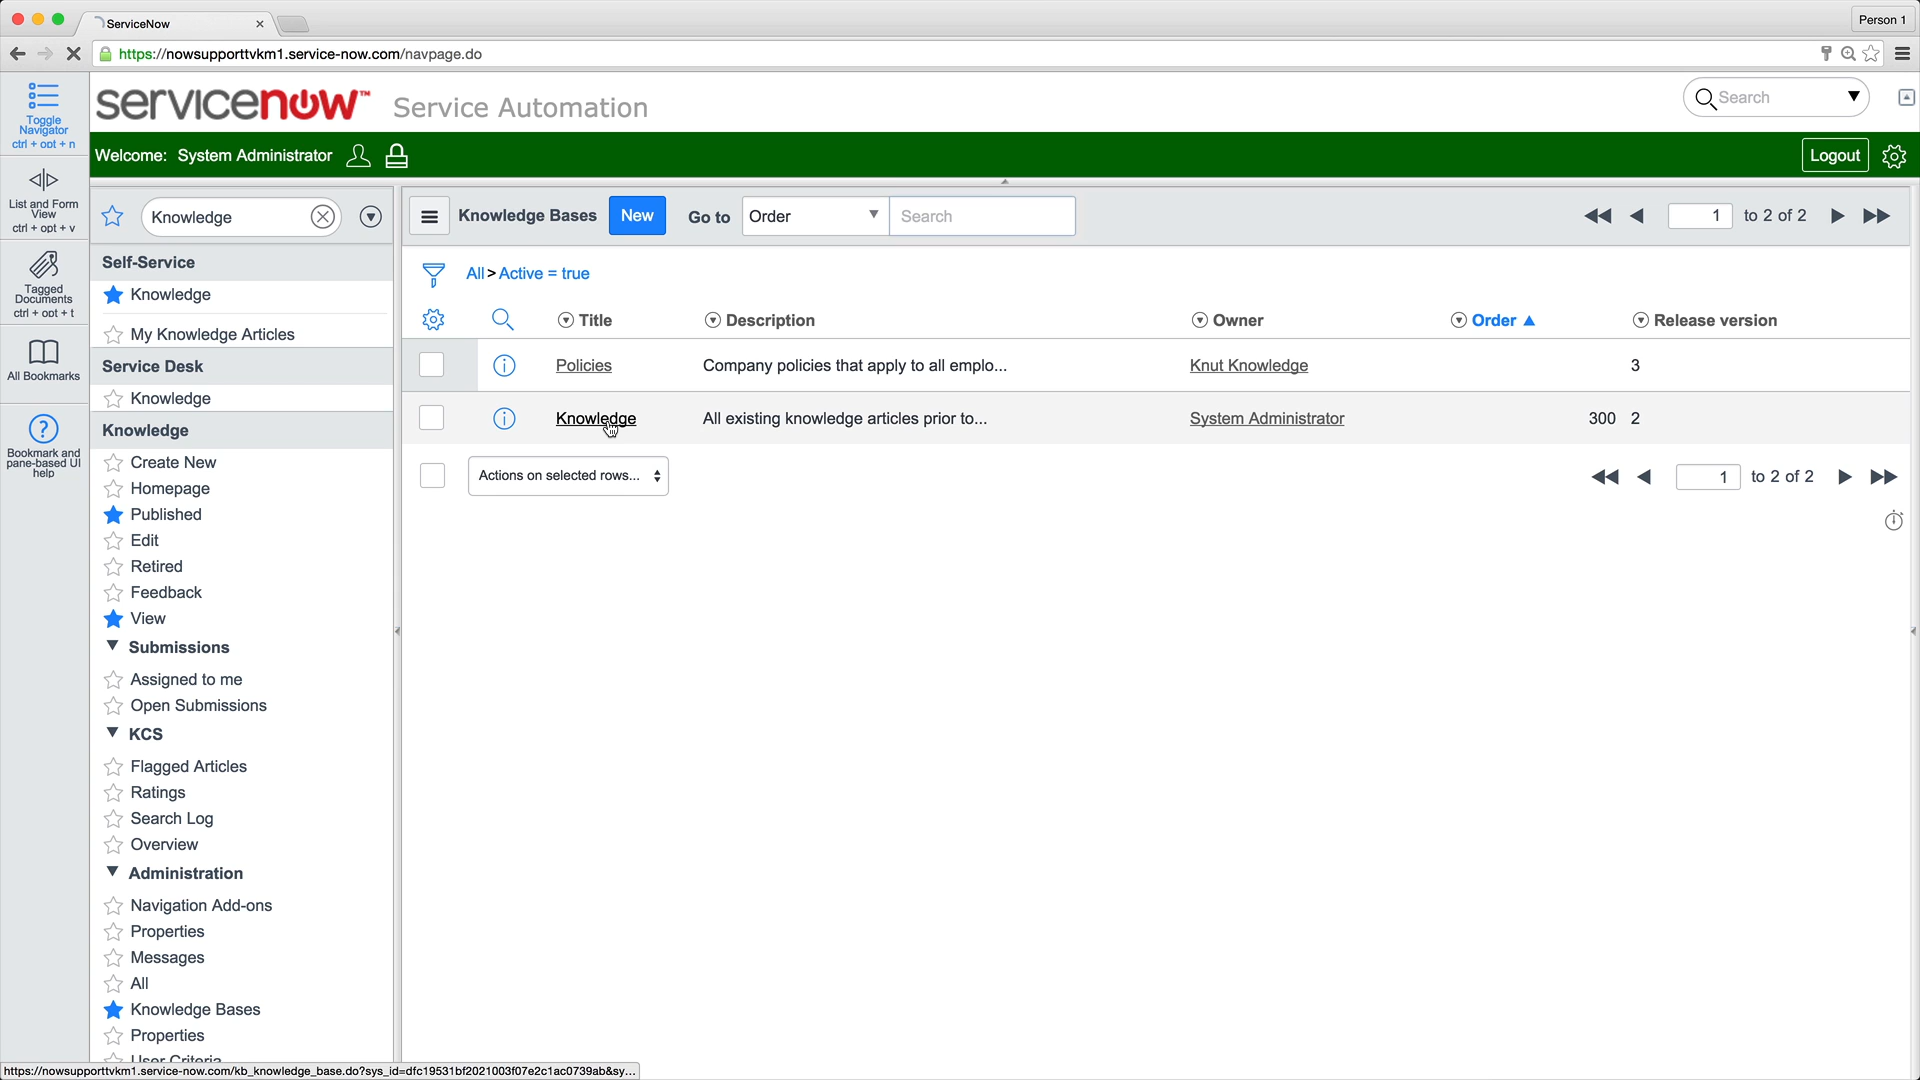 ServiceNow
Person 1
https://nowsupporttvkm1.service-now.com/navpage.do
servicenow™ Service Automation
Search
Toggle
Navigator
ctrl + opt + n
Welcome: System Administrator
Logout
List and Form
View
ctrl + opt + v
Tagged
Documents
ctrl + opt + t
All Bookmarks
Bookmark and
pane-based UI
help
Knowledge
Self-Service
Knowledge
My Knowledge Articles
Service Desk
Knowledge
Knowledge
Create New
Homepage
Published
Edit
Retired
Feedback
View
Submissions
Assigned to me
Open Submissions
KCS
Flagged Articles
Ratings
Search Log
Overview
Administration
Navigation Add-ons
Properties
Messages
All
Knowledge Bases
Properties
User Criteria
Knowledge Bases New Go to Order Search 1 to 2 of 2
All > Active = true
Title Description Owner Order Release version
Policies Company policies that apply to all emplo... Knut Knowledge 3
Knowledge All existing knowledge articles prior to... System Administrator 300 2
Actions on selected rows... 1 to 2 of 2
https://nowsupporttvkm1.service-now.com/kb_knowledge_base.do?sys_id=dfc19531bf2021003f07e2c1ac0739ab&sy...